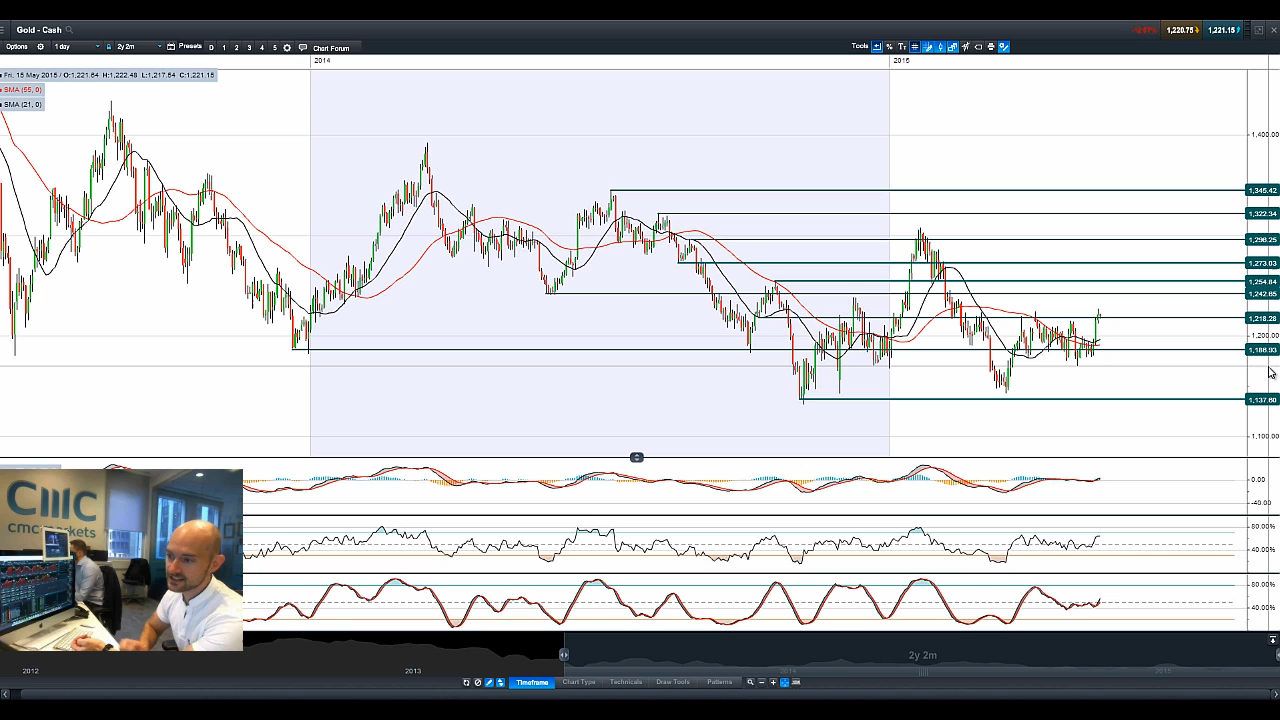 Gold - Cash
1,220.75
1,221.15
Options
1 day
2y 2m
Presets
D 1 2 3 4 5
Chart Forum
Tools
2014
2015
Fri, 15 May 2015 / O:1,221.64 H:1,222.48 L:1,217.54 C:1,221.15
SMA (55, 0)
SMA (21, 0)
1,400.00
1,345.42
1,322.34
1,298.25
1,273.03
1,254.84
1,242.65
1,218.28
1,200.00
1,186.93
1,137.60
1,100.00
0.00
-40.00
80.00%
40.00%
80.00%
40.00%
CMC
cmc markets
2y 2m
2012
2013
2014
2015
Timeframe
Chart Type
Technicals
Draw Tools
Patterns